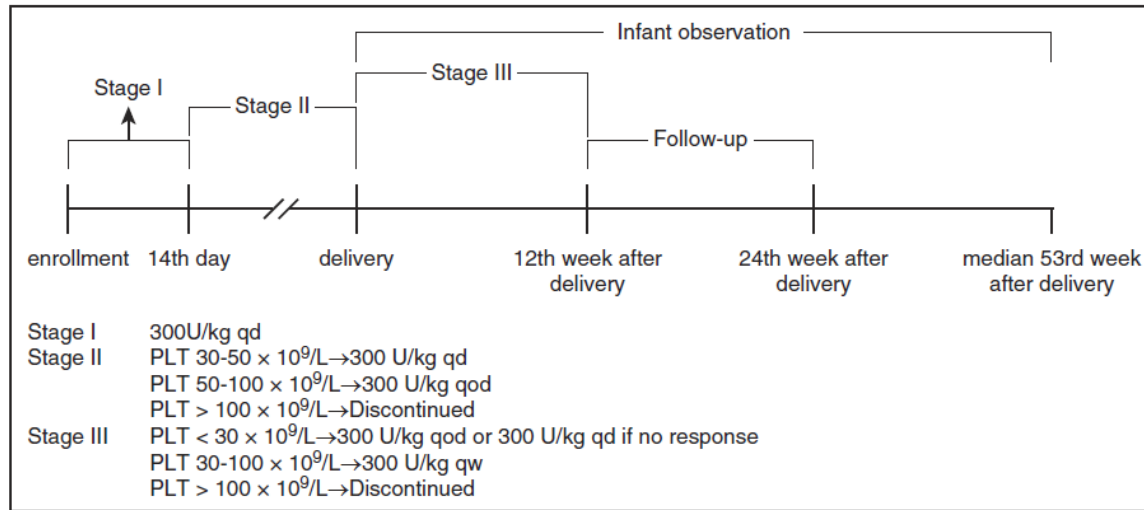 Infant observation
Stage III
Stage I
Stage II
Follow-up
enrollment 14th day delivery 12th week after delivery 24th week after delivery median 53rd week after delivery
Stage I 300U/kg qd
Stage II PLT 30-50 × 10⁹/L→300 U/kg qd
PLT 50-100 × 10⁹/L→300 U/kg qod
PLT > 100 × 10⁹/L→Discontinued
Stage III PLT < 30 × 10⁹/L→300 U/kg qod or 300 U/kg qd if no response
PLT 30-100 × 10⁹/L→300 U/kg qw
PLT > 100 × 10⁹/L→Discontinued